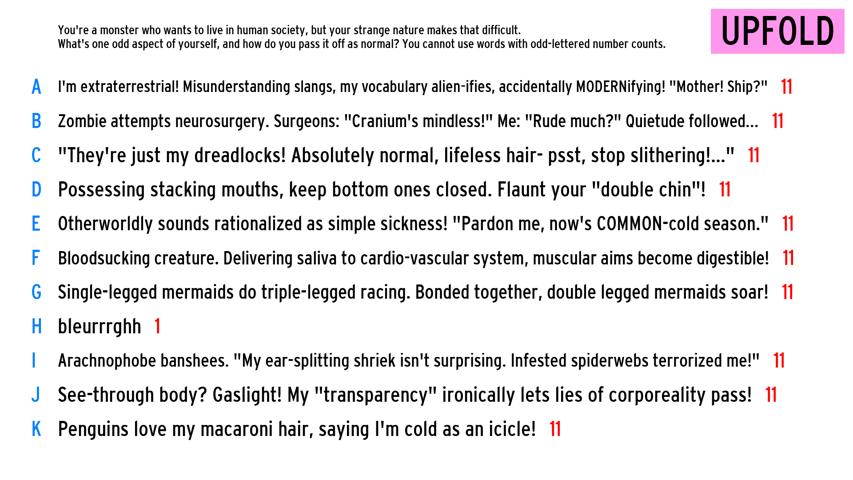 You're a monster who wants to live in human society, but your strange nature makes that difficult.
What's one odd aspect of yourself, and how do you pass it off as normal? You cannot use words with odd-lettered number counts.
UPFOLD
A I'm extraterrestrial! Misunderstanding slangs, my vocabulary alien-ifies, accidentally MODERNifying! "Mother! Ship?" 11
B Zombie attempts neurosurgery. Surgeons: "Cranium's mindless!" Me: "Rude much?" Quietude followed... 11
C "They're just my dreadlocks! Absolutely normal, lifeless hair- psst, stop slithering!..." 11
D Possessing stacking mouths, keep bottom ones closed. Flaunt your "double chin"! 11
E Otherworldly sounds rationalized as simple sickness! "Pardon me, now's COMMON-cold season." 11
F Bloodsucking creature. Delivering saliva to cardio-vascular system, muscular aims become digestible! 11
G Single-legged mermaids do triple-legged racing. Bonded together, double legged mermaids soar! 11
H bleurrrghh 1
I Arachnophobe banshees. "My ear-splitting shriek isn't surprising. Infested spiderwebs terrorized me!" 11
J See-through body? Gaslight! My "transparency" ironically lets lies of corporeality pass! 11
K Penguins love my macaroni hair, saying I'm cold as an icicle! 11